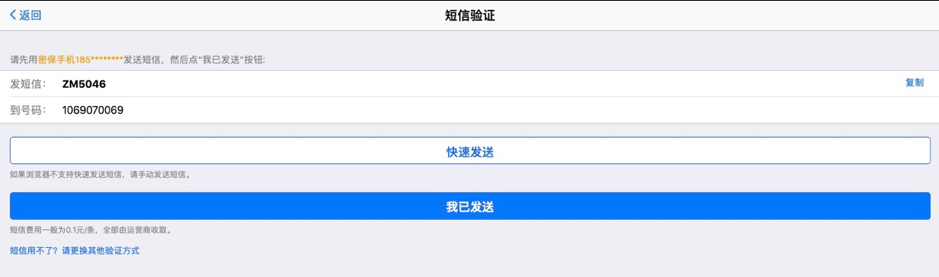 返回
短信验证
请先用密保手机185********发送短信，然后点“我已发送”按钮:
发短信： ZM5046 复制
到号码： 1069070069
快速发送
如果浏览器不支持快速发送短信，请手动发送短信。
我已发送
短信费用一般为0.1元/条，全部由运营商收取。
短信用不了？请更换其他验证方式